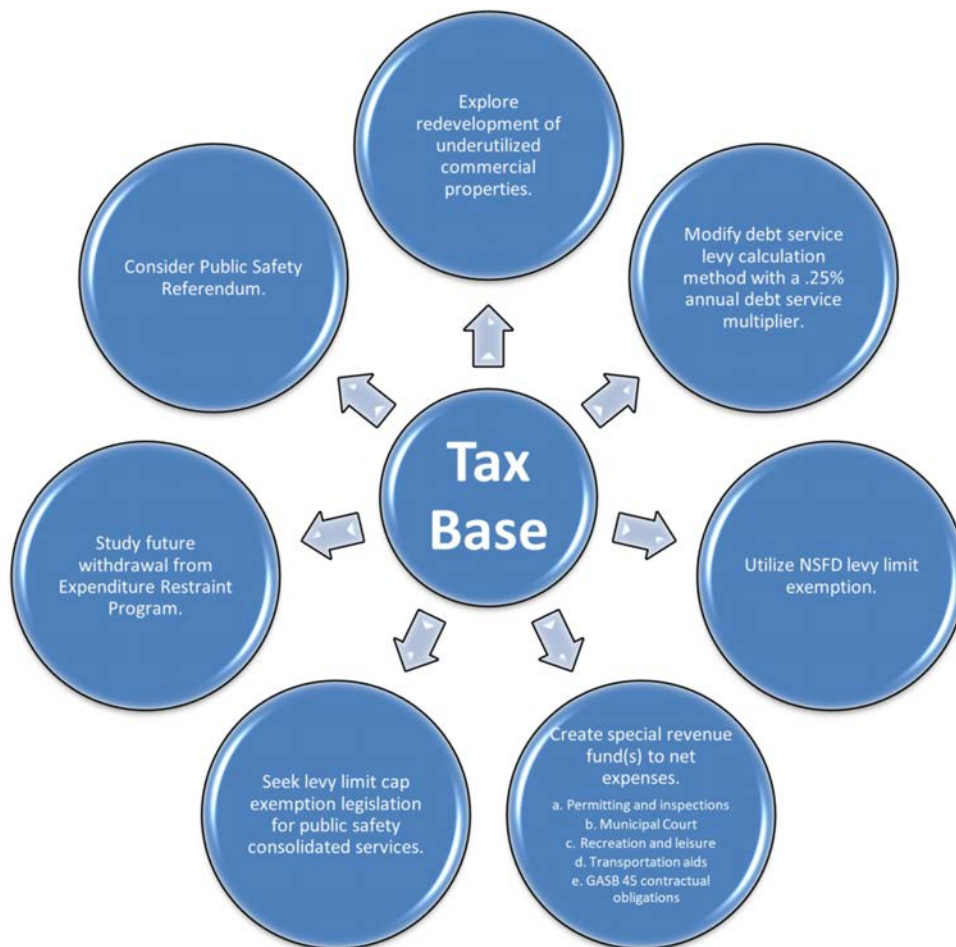 Explore
redevelopment of
underutilized
commercial
properties.
Modify debt service
levy calculation
method with a .25%
annual debt service
multiplier.
Utilize NSFD levy limit
exemption.
Create special revenue
fund(s) to net
expenses.
a. Permitting and inspections
b. Municipal Court
c. Recreation and leisure
d. Transportation aids
e. GASB 45 contractual
obligations
Seek levy limit cap
exemption legislation
for public safety
consolidated services.
Study future
withdrawal from
Expenditure Restraint
Program.
Consider Public Safety
Referendum.
Tax
Base